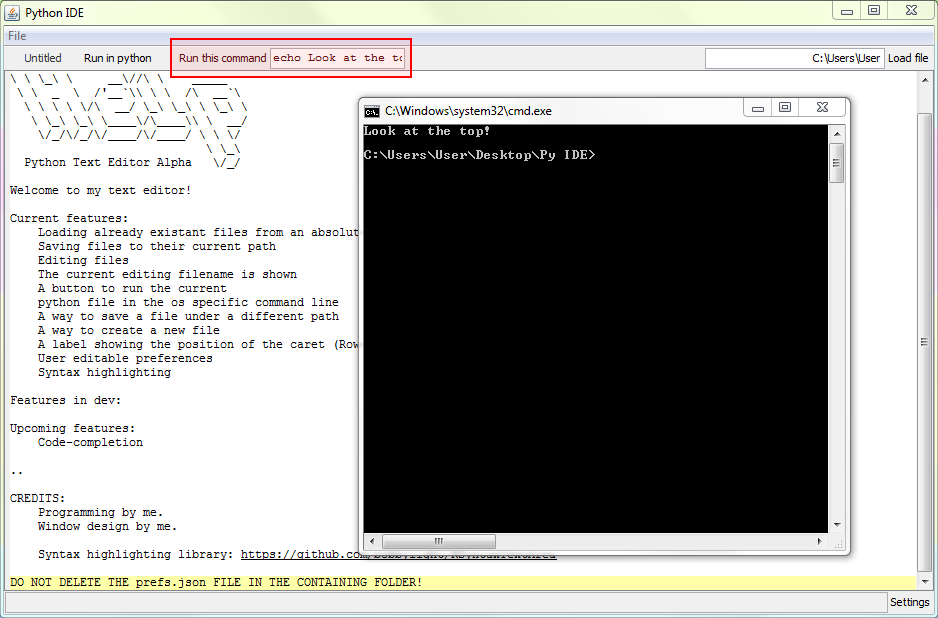 Python IDE
File
Untitled Run in python Run this command echo Look at the to C:\Users\User Load file
Python Text Editor Alpha
Welcome to my text editor!
Current features:
Loading already existant files from an absolut
Saving files to their current path
Editing files
The current editing filename is shown
A button to run the current
python file in the os specific command line
A way to save a file under a different path
A way to create a new file
A label showing the position of the caret (Row
User editable preferences
Syntax highlighting
Features in dev:
Upcoming features:
Code-completion
..
CREDITS:
Programming by me.
Window design by me.
Syntax highlighting library: https://github.com
DO NOT DELETE THE prefs.json FILE IN THE CONTAINING FOLDER!
Settings
C:\Windows\system32\cmd.exe
Look at the top!
C:\Users\User\Desktop\Py IDE>